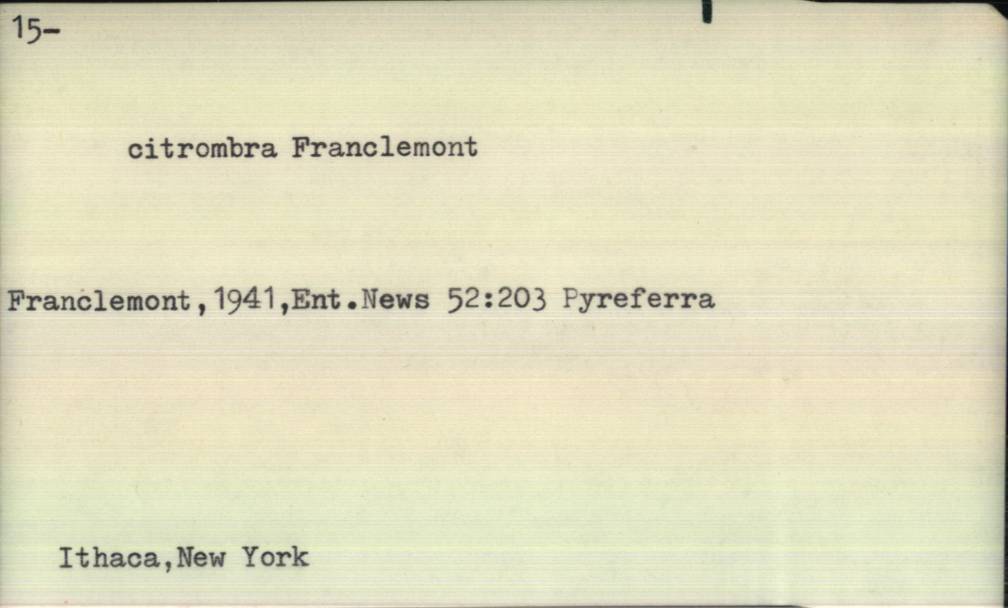 15-
citrombra Franclemont
Franclemont,1941,Ent.News 52:203 Pyreferra
Ithaca,New York